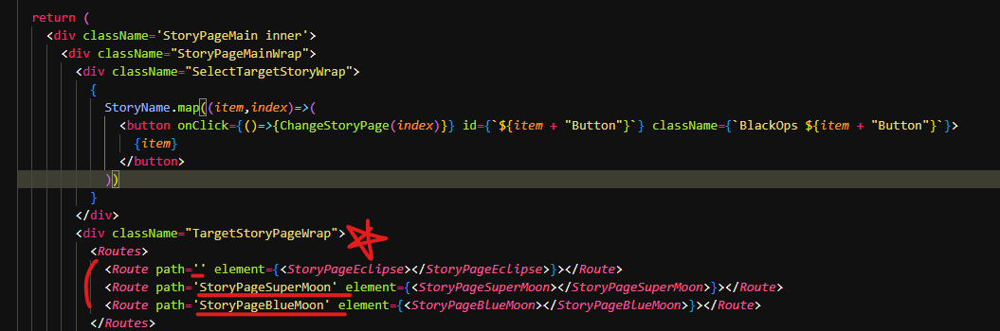 return (
<div className='StoryPageMain inner'>
<div className="StoryPageMainWrap">
<div className="SelectTargetStoryWrap">
{
StoryName.map((item,index)=>(
<button onClick={()=>{ChangeStoryPage(index)}} id={`${item + "Button"}`} className={`BlackOps ${item + "Button"}`}>
{item}
</button>
))
}
</div>
<div className="TargetStoryPageWrap">
<Routes>
<Route path='' element={<StoryPageEclipse></StoryPageEclipse>}></Route>
<Route path='StoryPageSuperMoon' element={<StoryPageSuperMoon></StoryPageSuperMoon>}></Route>
<Route path='StoryPageBlueMoon' element={<StoryPageBlueMoon></StoryPageBlueMoon>}></Route>
</Routes>